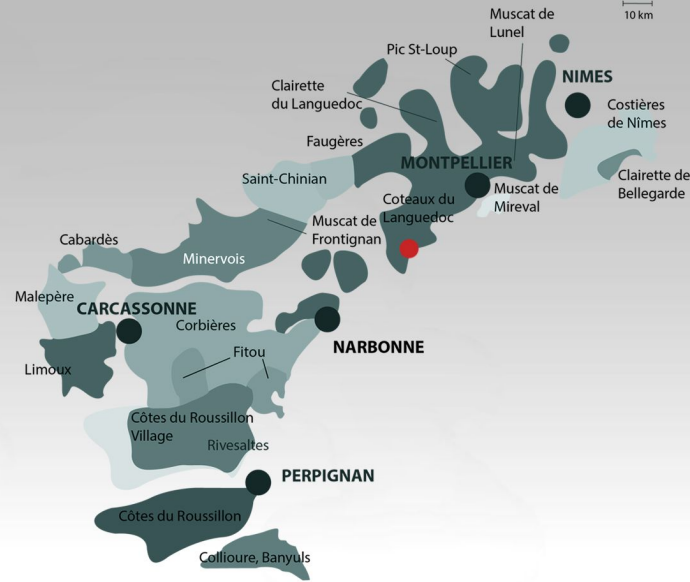 10 km
Muscat de
Lunel
Pic St-Loup
NIMES
Clairette
du Languedoc
Costières
de Nîmes
Faugères
MONTPELLIER
Clairette de
Bellegarde
Saint-Chinian
Muscat de
Mireval
Coteaux du
Languedoc
Muscat de
Frontignan
Cabardès
Minervois
Malepère
CARCASSONNE
Corbières
NARBONNE
Fitou
Limoux
Côtes du Roussillon
Village
Rivesaltes
PERPIGNAN
Côtes du Roussillon
Collioure, Banyuls